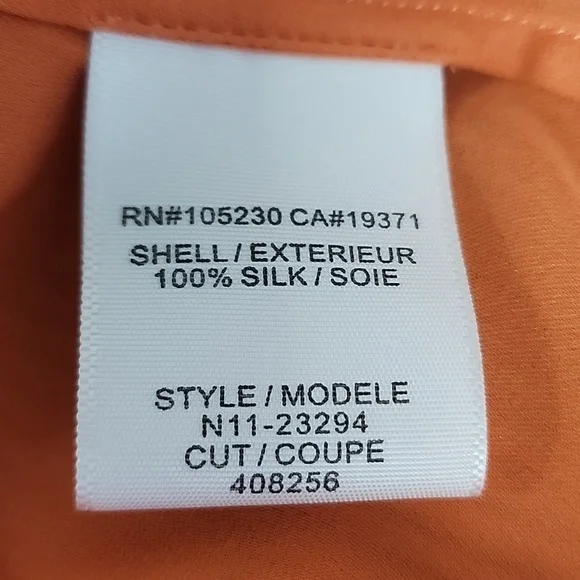 RN#105230 CA#19371
SHELL / EXTERIEUR
100% SILK / SOIE
STYLE / MODELE
N11-23294
CUT / COUPE
408256